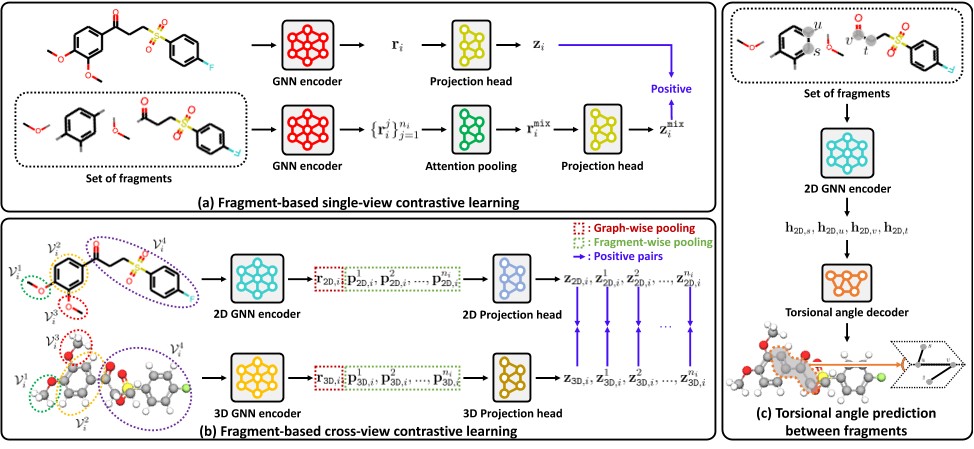 O
O
S
O
O
O
F
GNN encoder
r_i
Projection head
z_i
Positive
O
O
O
S
O
O
F
Set of fragments
GNN encoder
{r_i^j}_{j=1}^{n_i}
Attention pooling
r_i^mix
Projection head
z_i^mix
(a) Fragment-based single-view contrastive learning
: Graph-wise pooling
: Fragment-wise pooling
: Positive pairs
V_i^1
V_i^2
V_i^3
V_i^4
O
O
O
S
O
O
F
2D GNN encoder
r_2D,i p_2D,i^1, p_2D,i^2, ..., p_2D,i^{n_i}
2D Projection head
z_2D,i, z_2D,i^1, z_2D,i^2, ..., z_2D,i^{n_i}
...
V_i^3
V_i^4
V_i^1
V_i^2
3D GNN encoder
r_3D,i p_3D,i^1, p_3D,i^2, ..., p_3D,i^{n_i}
3D Projection head
z_3D,i, z_3D,i^1, z_3D,i^2, ..., z_3D,i^{n_i}
(b) Fragment-based cross-view contrastive learning
u
s
v
t
O
O
O
S
O
O
F
Set of fragments
2D GNN encoder
h_2D,s, h_2D,u, h_2D,v, h_2D,t
Torsional angle decoder
s
u
v
t
(c) Torsional angle prediction
between fragments